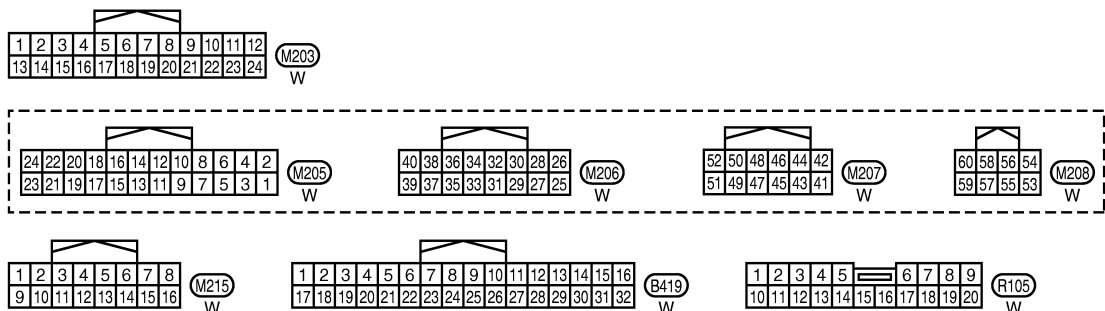 1 2 3 4 5 6 7 8 9 10 11 12
13 14 15 16 17 18 19 20 21 22 23 24
M203
W
24 22 20 18 16 14 12 10 8 6 4 2
23 21 19 17 15 13 11 9 7 5 3 1
M205
W
40 38 36 34 32 30 28 26
39 37 35 33 31 29 27 25
M206
W
52 50 48 46 44 42
51 49 47 45 43 41
M207
W
60 58 56 54
59 57 55 53
M208
W
1 2 3 4 5 6 7 8
9 10 11 12 13 14 15 16
M215
W
1 2 3 4 5 6 7 8 9 10 11 12 13 14 15 16
17 18 19 20 21 22 23 24 25 26 27 28 29 30 31 32
B419
W
1 2 3 4 5 6 7 8 9
10 11 12 13 14 15 16 17 18 19 20
R105
W